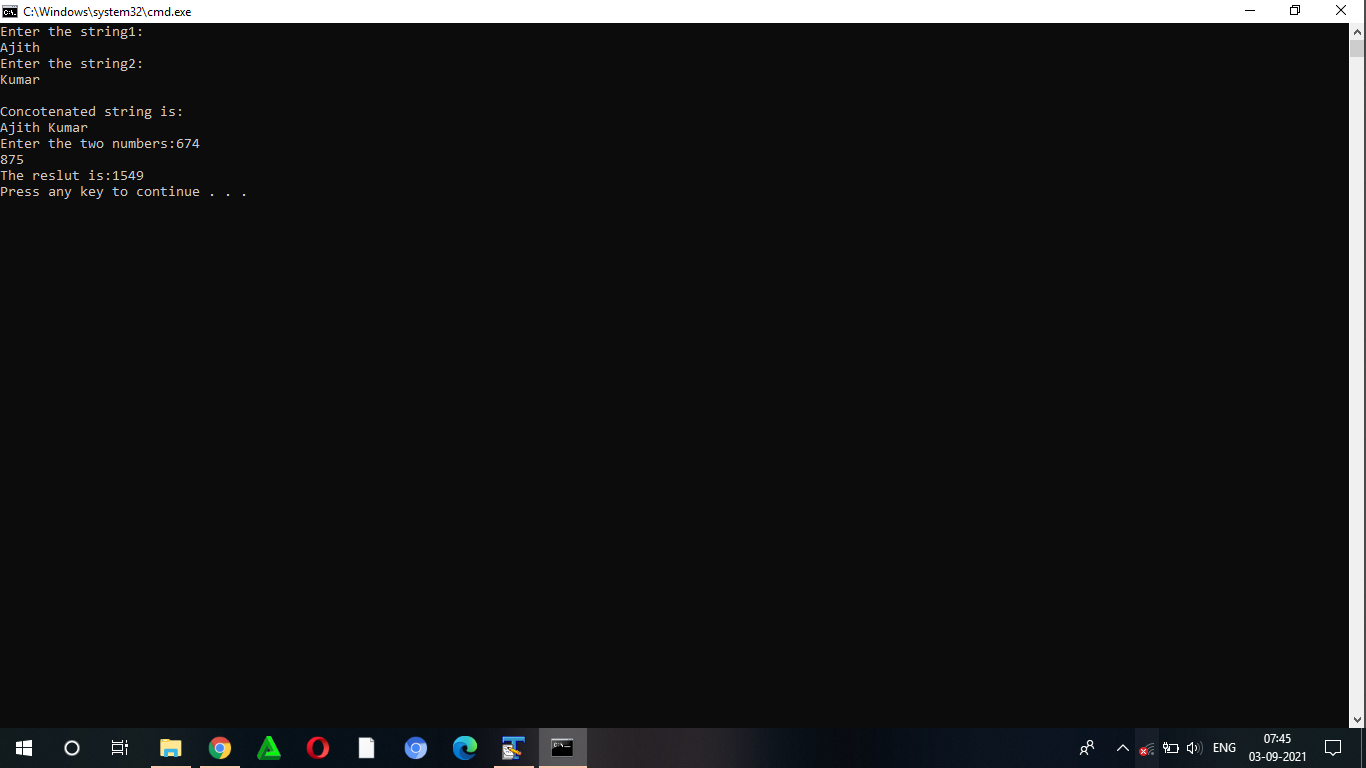 C:\Windows\system32\cmd.exe
Enter the string1:
Ajith
Enter the string2:
Kumar
Concotenated string is:
Ajith Kumar
Enter the two numbers:674
875
The reslut is:1549
Press any key to continue . . .
ENG
07:45
03-09-2021